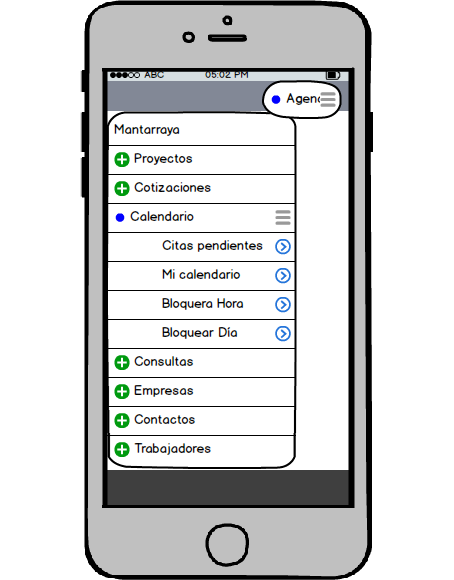 ABC 05:02 PM
Agenc
Mantarraya
Proyectos
Cotizaciones
Calendario
Citas pendientes
Mi calendario
Bloquera Hora
Bloquear Día
Consultas
Empresas
Contactos
Trabajadores